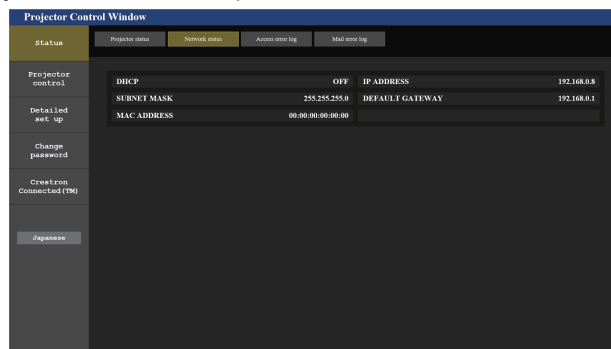 Projector Control Window
Status
Projector status
Network status
Access error log
Mail error log
Projector
control
Detailed
set up
Change
password
Crestron
Connected(TM)
Japanese
DHCP OFF IP ADDRESS 192.168.0.8
SUBNET MASK 255.255.255.0 DEFAULT GATEWAY 192.168.0.1
MAC ADDRESS 00:00:00:00:00:00